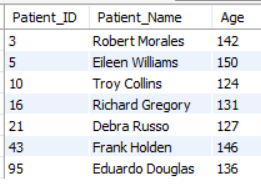 Patient_ID Patient_Name Age
3 Robert Morales 142
5 Eileen Williams 150
10 Troy Collins 124
16 Richard Gregory 131
21 Debra Russo 127
43 Frank Holden 146
95 Eduardo Douglas 136